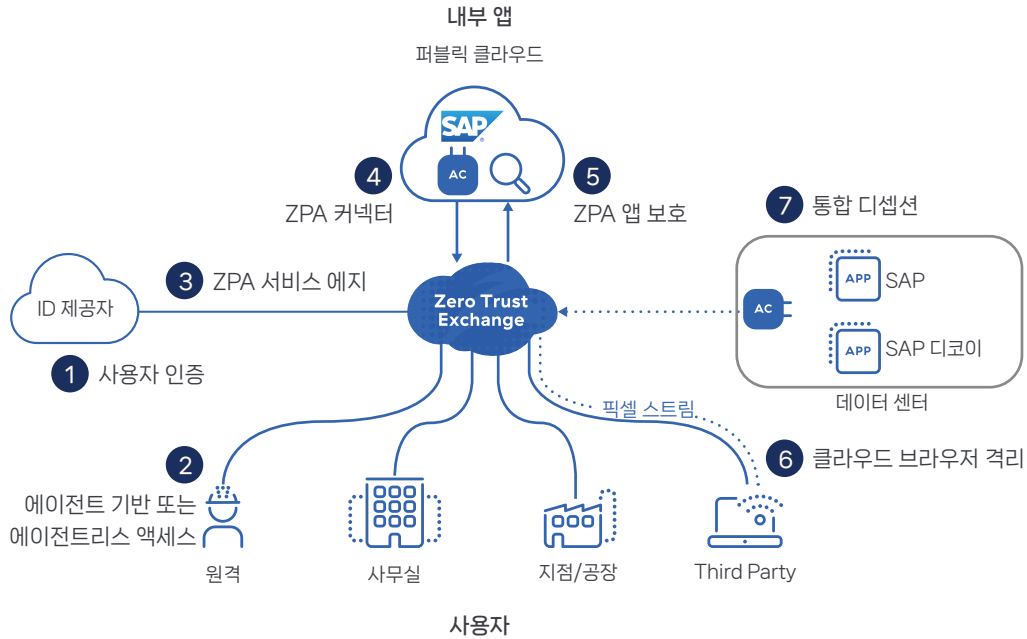 내부 앱
퍼블릭 클라우드
SAP
AC
4
ZPA 커넥터
5
ZPA 앱 보호
7 통합 디셉션
APP SAP
AC
APP SAP 디코이
데이터 센터
3 ZPA 서비스 에지
ID 제공자
Zero Trust
Exchange
1 사용자 인증
픽셀 스트림
2
에이전트 기반 또는
에이전트리스 액세스
6 클라우드 브라우저 격리
원격
사무실
지점/공장
Third Party
사용자